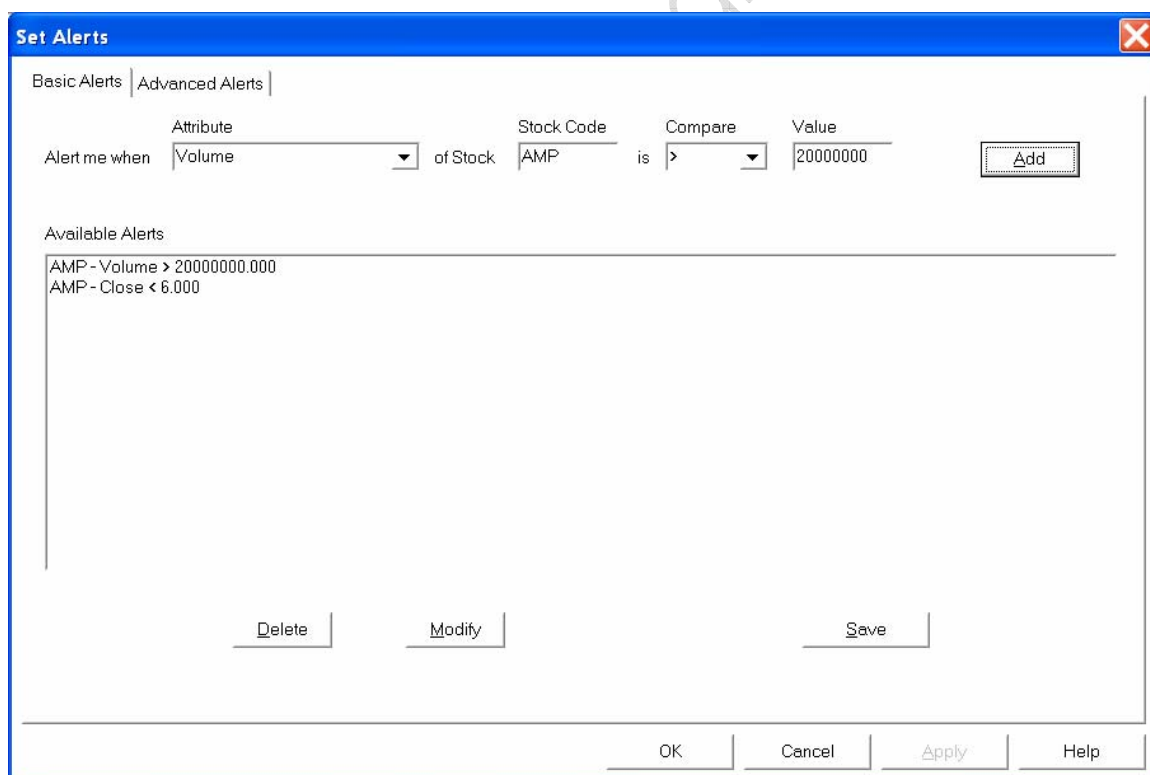 Set Alerts
Basic Alerts Advanced Alerts
Attribute Stock Code Compare Value
Alert me when Volume of Stock AMP is > 20000000 Add
Available Alerts
AMP - Volume > 20000000.000
AMP - Close < 6.000
Delete Modify Save
OK Cancel Apply Help